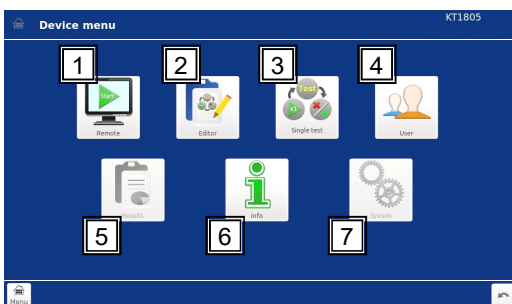 Device menu
KT1805
1
2
3
4
Start
Test
x1
Remote
Editor
Single test
User
Results
Info
System
5
6
7
Menu